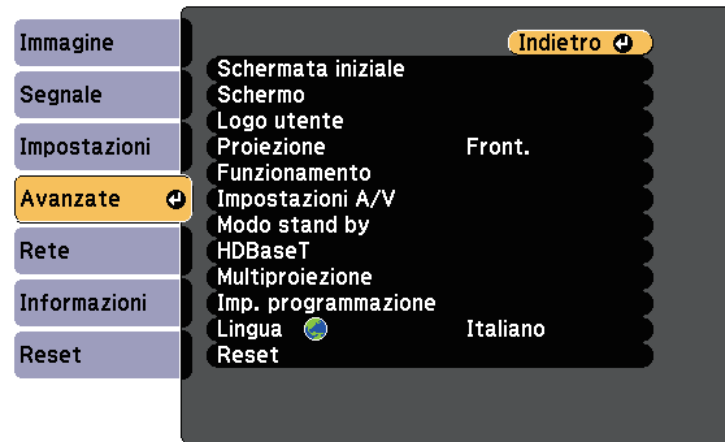 Immagine
Segnale
Impostazioni
Avanzate
Rete
Informazioni
Reset
Indietro
Schermata iniziale
Schermo
Logo utente
Proiezione Front.
Funzionamento
Impostazioni A/V
Modo stand by
HDBaseT
Multiproiezione
Imp. programmazione
Lingua Italiano
Reset